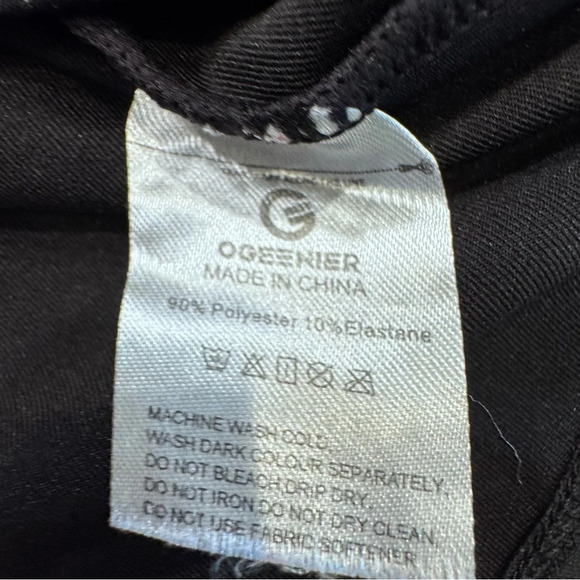 OGEENIER
MADE IN CHINA
90% Polyester 10% Elastane
MACHINE WASH COLD.
WASH DARK COLOUR SEPARATELY.
DO NOT BLEACH DRIP DRY.
DO NOT IRON DO NOT DRY CLEAN.
DO NOT USE FABRIC SOFTENER